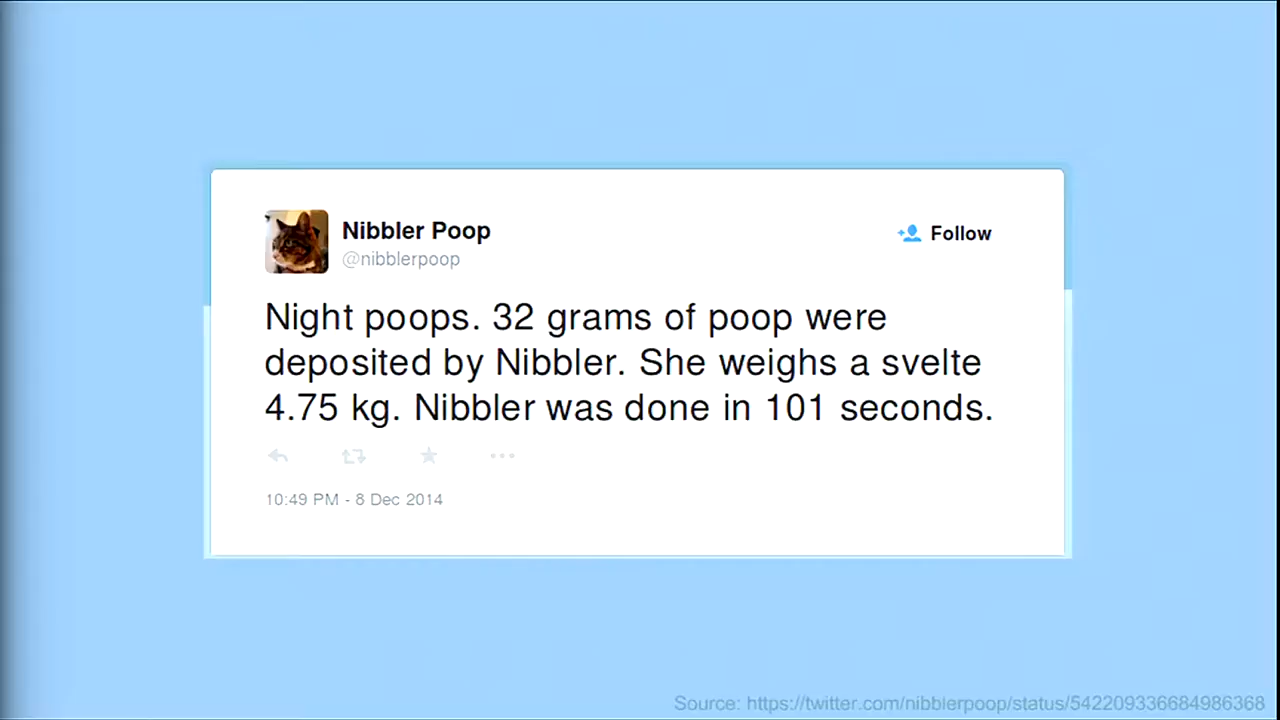 Nibbler Poop
@nibblerpoop
Follow
Night poops. 32 grams of poop were
deposited by Nibbler. She weighs a svelte
4.75 kg. Nibbler was done in 101 seconds.
10:49 PM - 8 Dec 2014
Source: https://twitter.com/nibblerpoop/status/542209336684986368